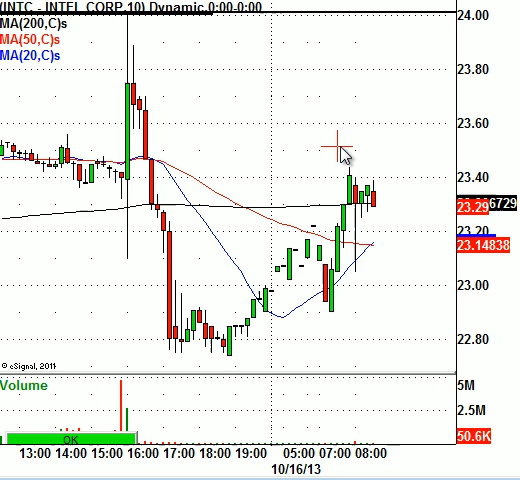 (INTC - INTEL CORP,10) Dynamic,0:00-0:00
MA(200,C)s
MA(50,C)s
MA(20,C)s
24.00
23.80
23.60
23.40
23.29
6729
23.20
23.14838
23.00
22.80
© eSignal, 2011
Volume
5M
2.5M
50.6K
OK
13:00 14:00 15:00 16:00 17:00 18:00 19:00 05:00 07:00 08:00
10/16/13